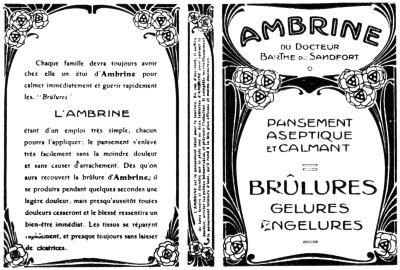 Chaque famille devra toujours avoir
chez elle un étui d'Ambrine pour
calmer immédiatement et guérir rapidement
les "Brûlures"
L'AMBRINE
étant d'un emploi très simple, chacun
pourra l'appliquer: le pansement s'enlève
très facilement sans la moindre douleur
et sans causer d'arrachement. Dès qu'on
aura recouvert la brûlure d'Ambrine, il
se produira pendant quelques secondes une
légère douleur, mais presqu'aussitôt toutes
douleurs cesseront et le blessé ressentira un
bien-être immédiat. Les tissus se réparent
rapidement, et presque toujours sans laisser
de cicatrices.
AMBRINE
DU DOCTEUR
BARTHE DE SANDFORT
PANSEMENT
ASEPTIQUE
ET CALMANT
BRÛLURES
GELURES
ENGELURES